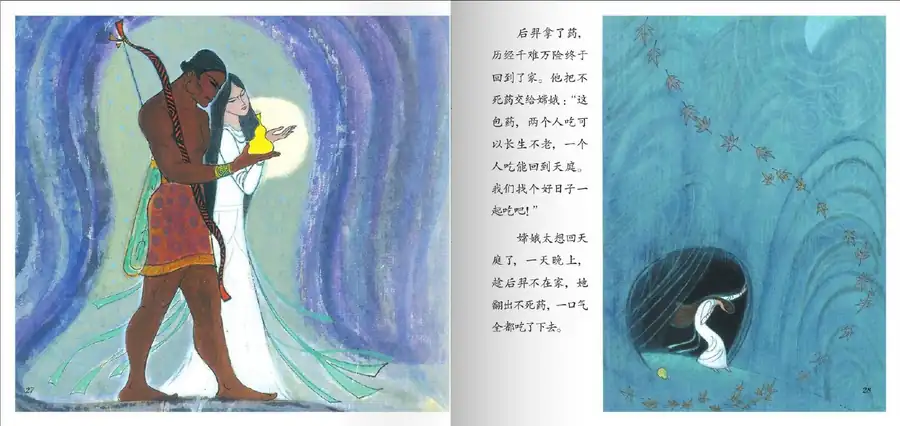 后羿拿了药，
历经千难万险终于
回到了家。他把不
死药交给嫦娥：“这
包药，两个人吃可
以长生不老，一个
人吃能回到天庭。
我们找个好日子一
起吃吧！”
嫦娥太想回天
庭了，一天晚上，
趁后羿不在家，她
翻出不死药，一口气
全都吃了下去。
27
28